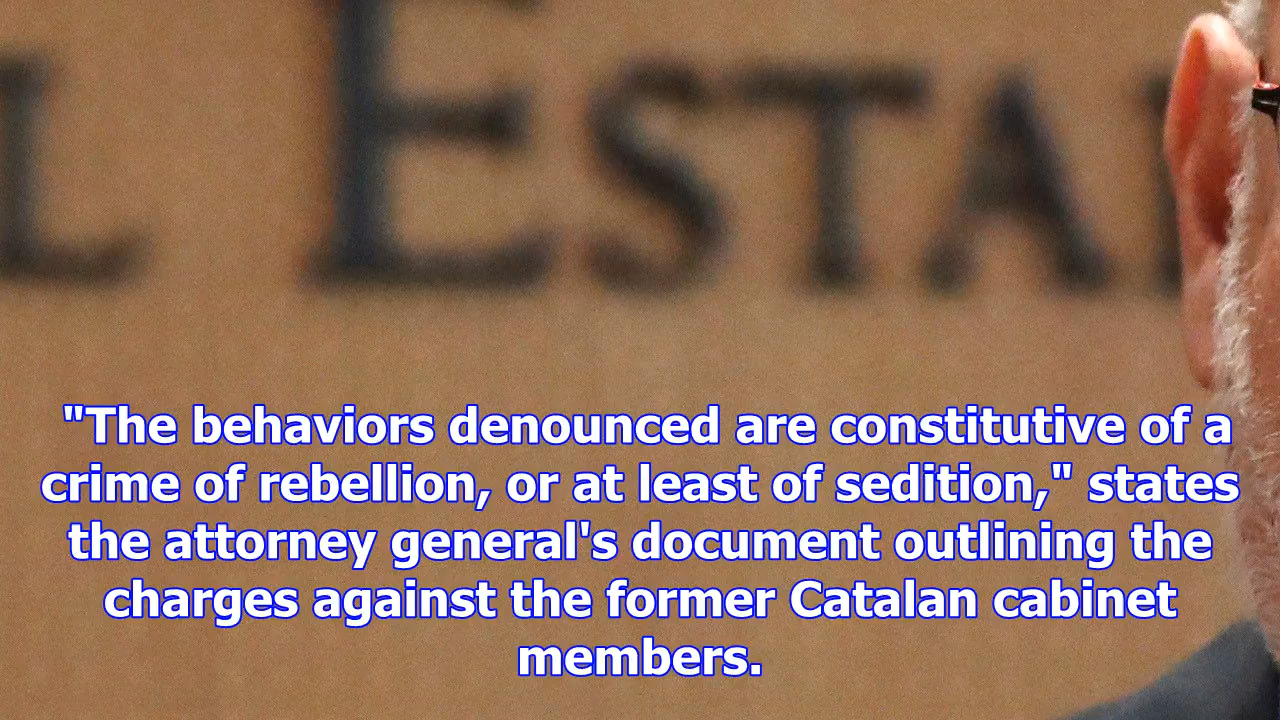 L ESTA
"The behaviors denounced are constitutive of a
crime of rebellion, or at least of sedition," states
the attorney general's document outlining the
charges against the former Catalan cabinet
members.